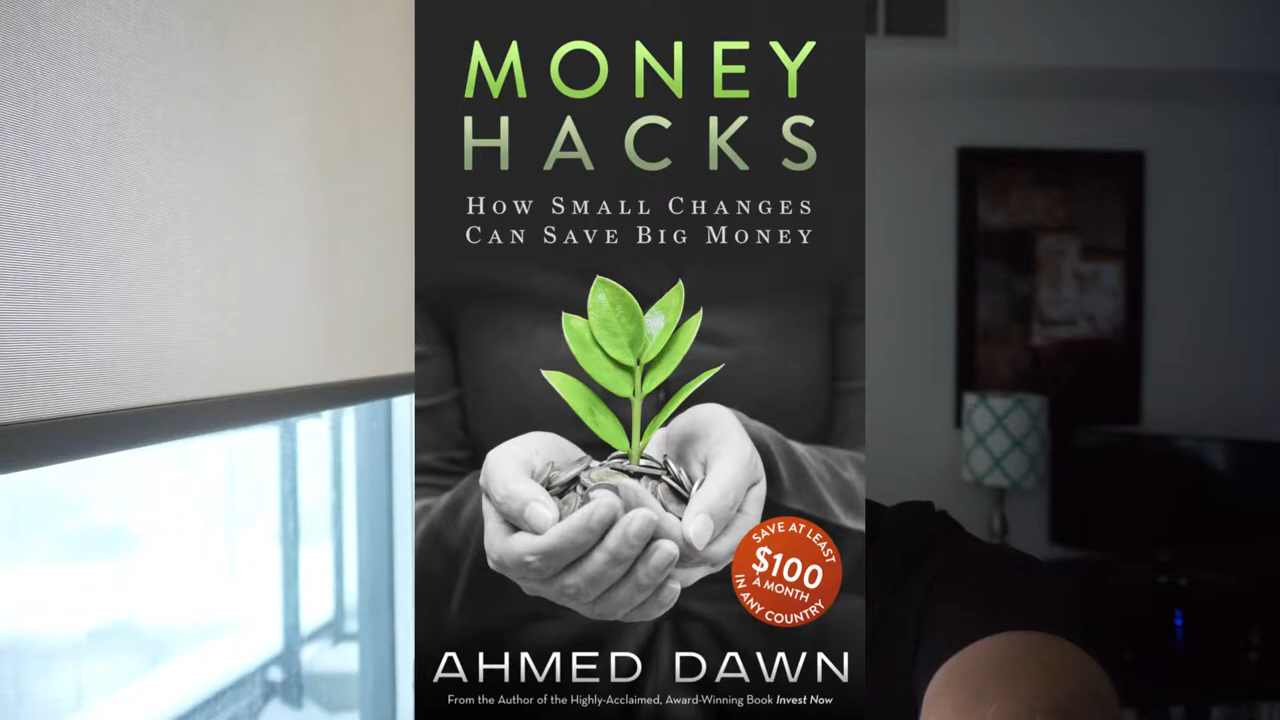 MONEY
HACKS
How Small Changes
Can Save Big Money
SAVE AT LEAST
$100
A MONTH
IN ANY COUNTRY
AHMED DAWN
From the Author of the Highly-Acclaimed, Award-Winning Book Invest Now